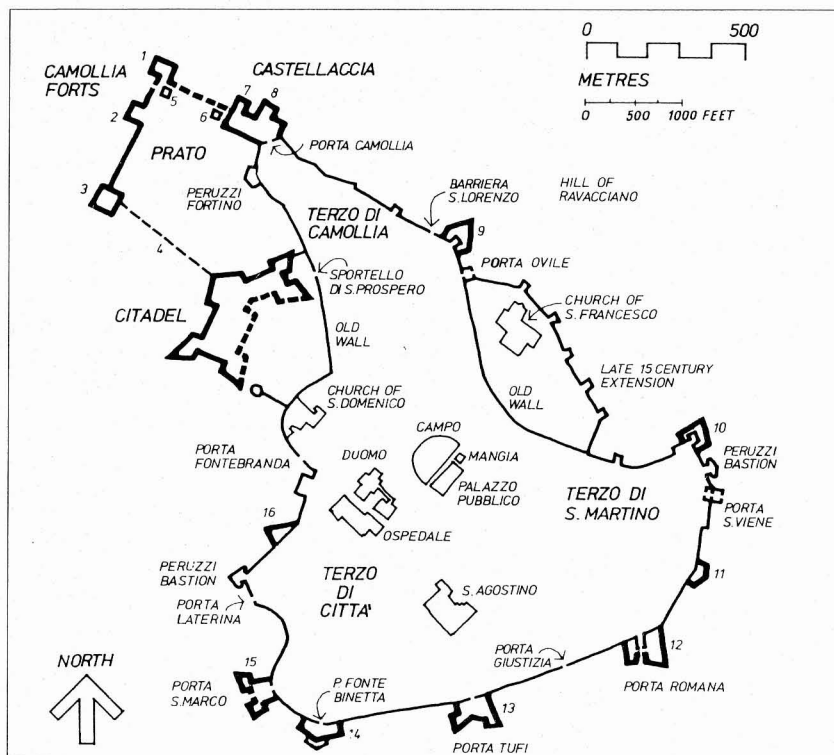 0 500
METRES
0 500 1000 FEET
1
CAMOLLIA
FORTS
CASTELLACCIA
7
8
5
6
2
PRATO
PORTA CAMOLLIA
3
PERUZZI
FORTINO
BARRIERA
S. LORENZO
HILL OF
RAVACCIANO
TERZO DI
CAMOLLIA
9
4
PORTA OVILE
SPORTELLO
DI S. PROSPERO
CHURCH OF
S. FRANCESCO
CITADEL
OLD
WALL
OLD
WALL
LATE 15 CENTURY
EXTENSION
CHURCH OF
S. DOMENICO
10
PERUZZI
BASTION
CAMPO
MANGIA
PORTA
FONTEBRANDA
DUOMO
PALAZZO
PUBBLICO
TERZO DI
S. MARTINO
PORTA
S. VIENE
16
OSPEDALE
PERUZZI
BASTION
TERZO
DI
CITTA'
S. AGOSTINO
11
PORTA
LATERINA
PORTA
GIUSTIZIA
12
NORTH
15
PORTA
S. MARCO
P. FONTE
BINETTA
PORTA ROMANA
14
13
PORTA TUFI